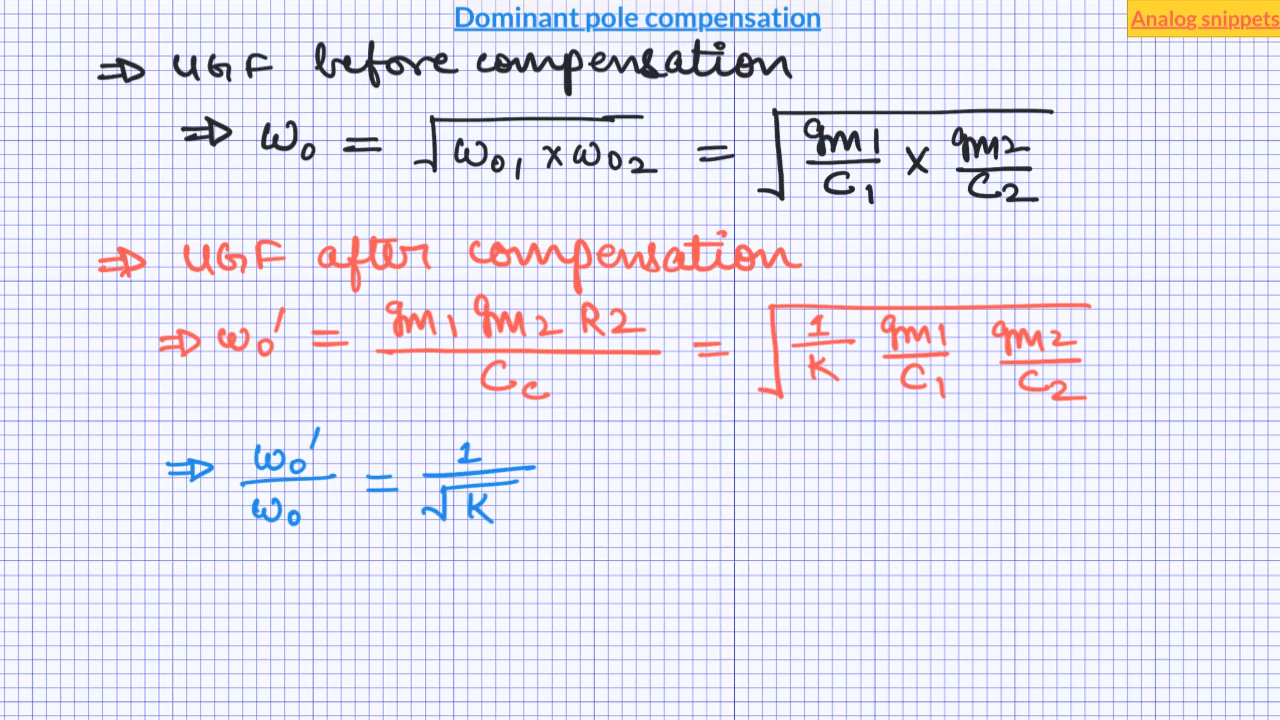 Dominant pole compensation
Analog snippets
⇒ UGF before compensation
⇒ ω₀ = √(ω₀₁ × ω₀₂) = √(gm1/C₁ × gm2/C₂)
⇒ UGF after compensation
⇒ ω₀' = gm1 gm2 R2 / C_C = √(1/K gm1/C₁ gm2/C₂)
⇒ ω₀'/ω₀ = 1/√K